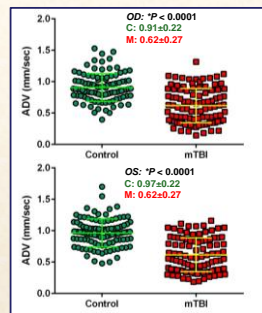 OD: *P < 0.0001
C: 0.91±0.22
M: 0.62±0.27
ADV (mm/sec)
2.0
1.5
1.0
0.5
0.0
Control mTBI
OS: *P < 0.0001
C: 0.97±0.22
M: 0.62±0.27
ADV (mm/sec)
2.0
1.5
1.0
0.5
0.0
Control mTBI